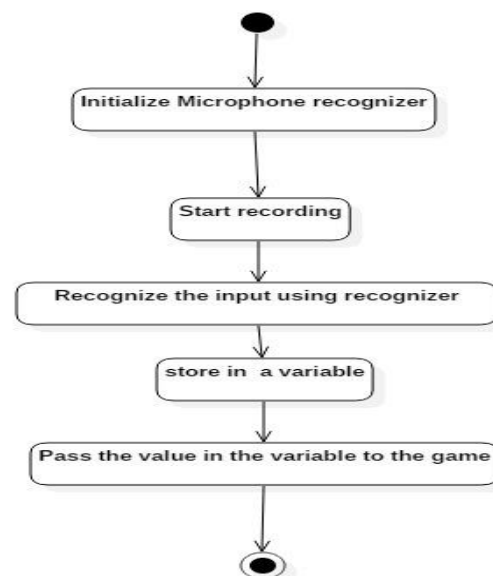 Initialize Microphone recognizer
Start recording
Recognize the input using recognizer
store in a variable
Pass the value in the variable to the game